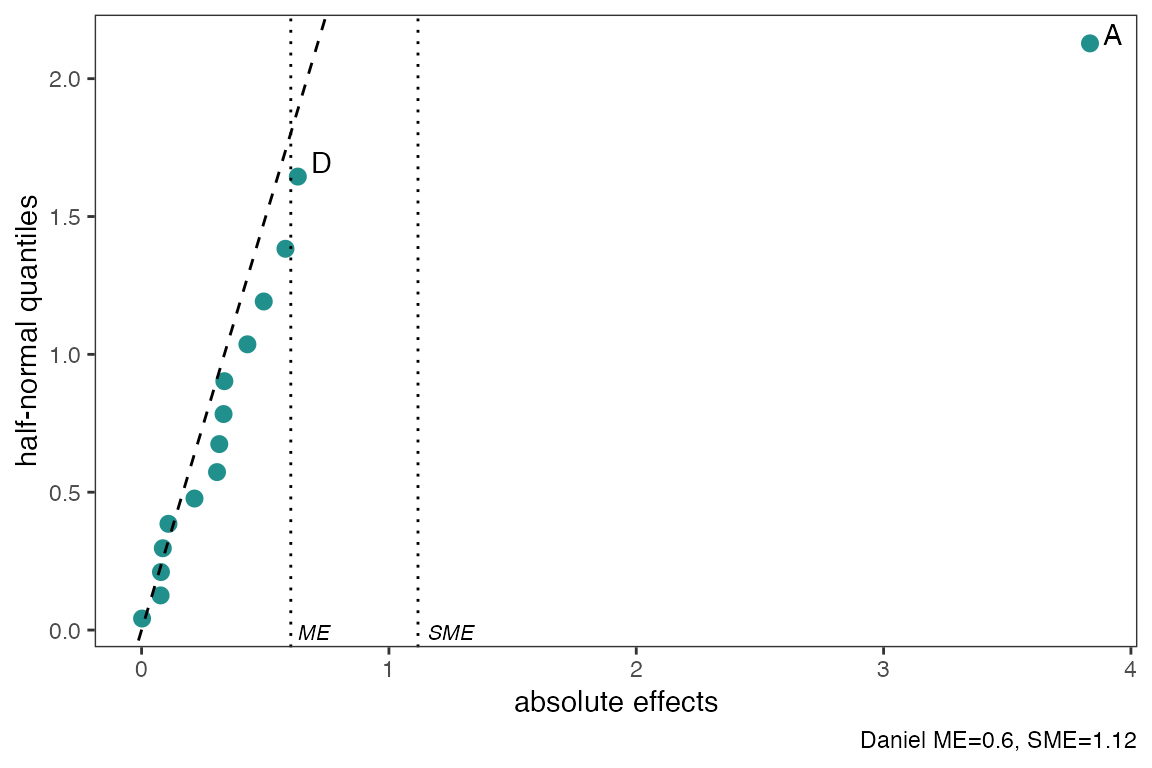 A
2.0
D
1.5
half-normal quantiles
1.0
0.5
0.0
ME
SME
0
1
2
3
4
absolute effects
Daniel ME=0.6, SME=1.12